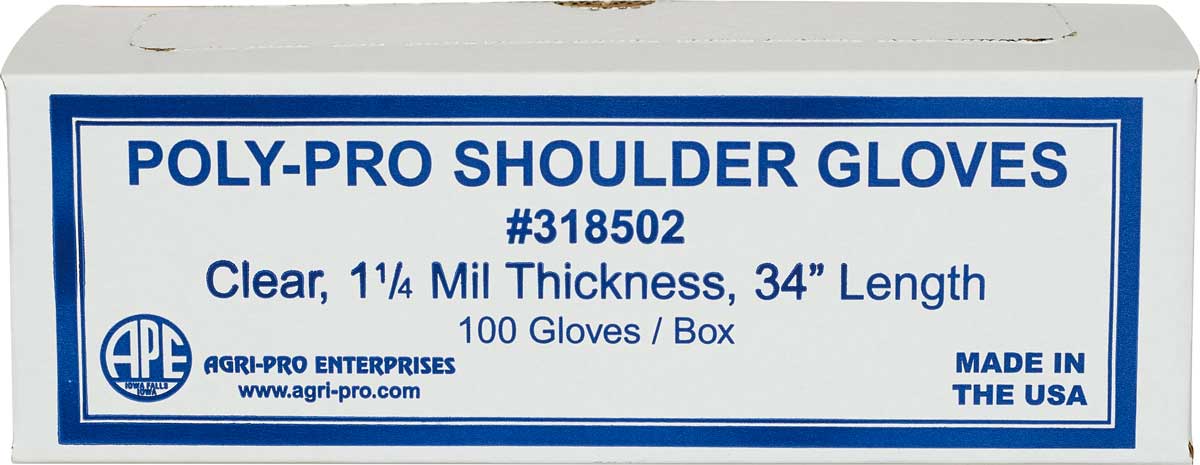 POLY-PRO SHOULDER GLOVES
#318502
Clear, 1¼ Mil Thickness, 34” Length
100 Gloves / Box
APE
IOWA FALLS
IOWA
AGRI-PRO ENTERPRISES
www.agri-pro.com
MADE IN
THE USA